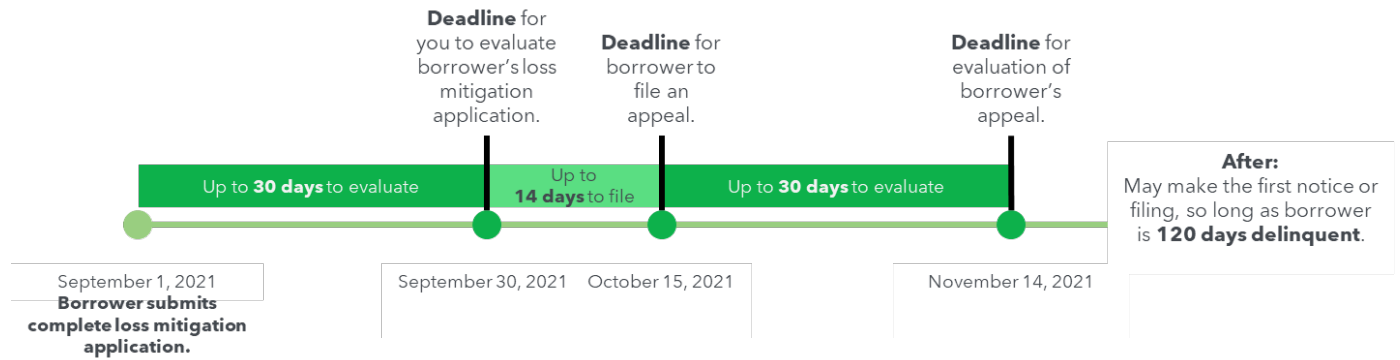 Deadline for
you to evaluate
borrower's loss
mitigation
application.
Deadline for
borrower to
file an
appeal.
Deadline for
evaluation of
borrower's
appeal.
Up to 30 days to evaluate
Up to
14 days to file
Up to 30 days to evaluate
After:
May make the first notice or
filing, so long as borrower
is 120 days delinquent.
September 1, 2021
Borrower submits
complete loss mitigation
application.
September 30, 2021
October 15, 2021
November 14, 2021